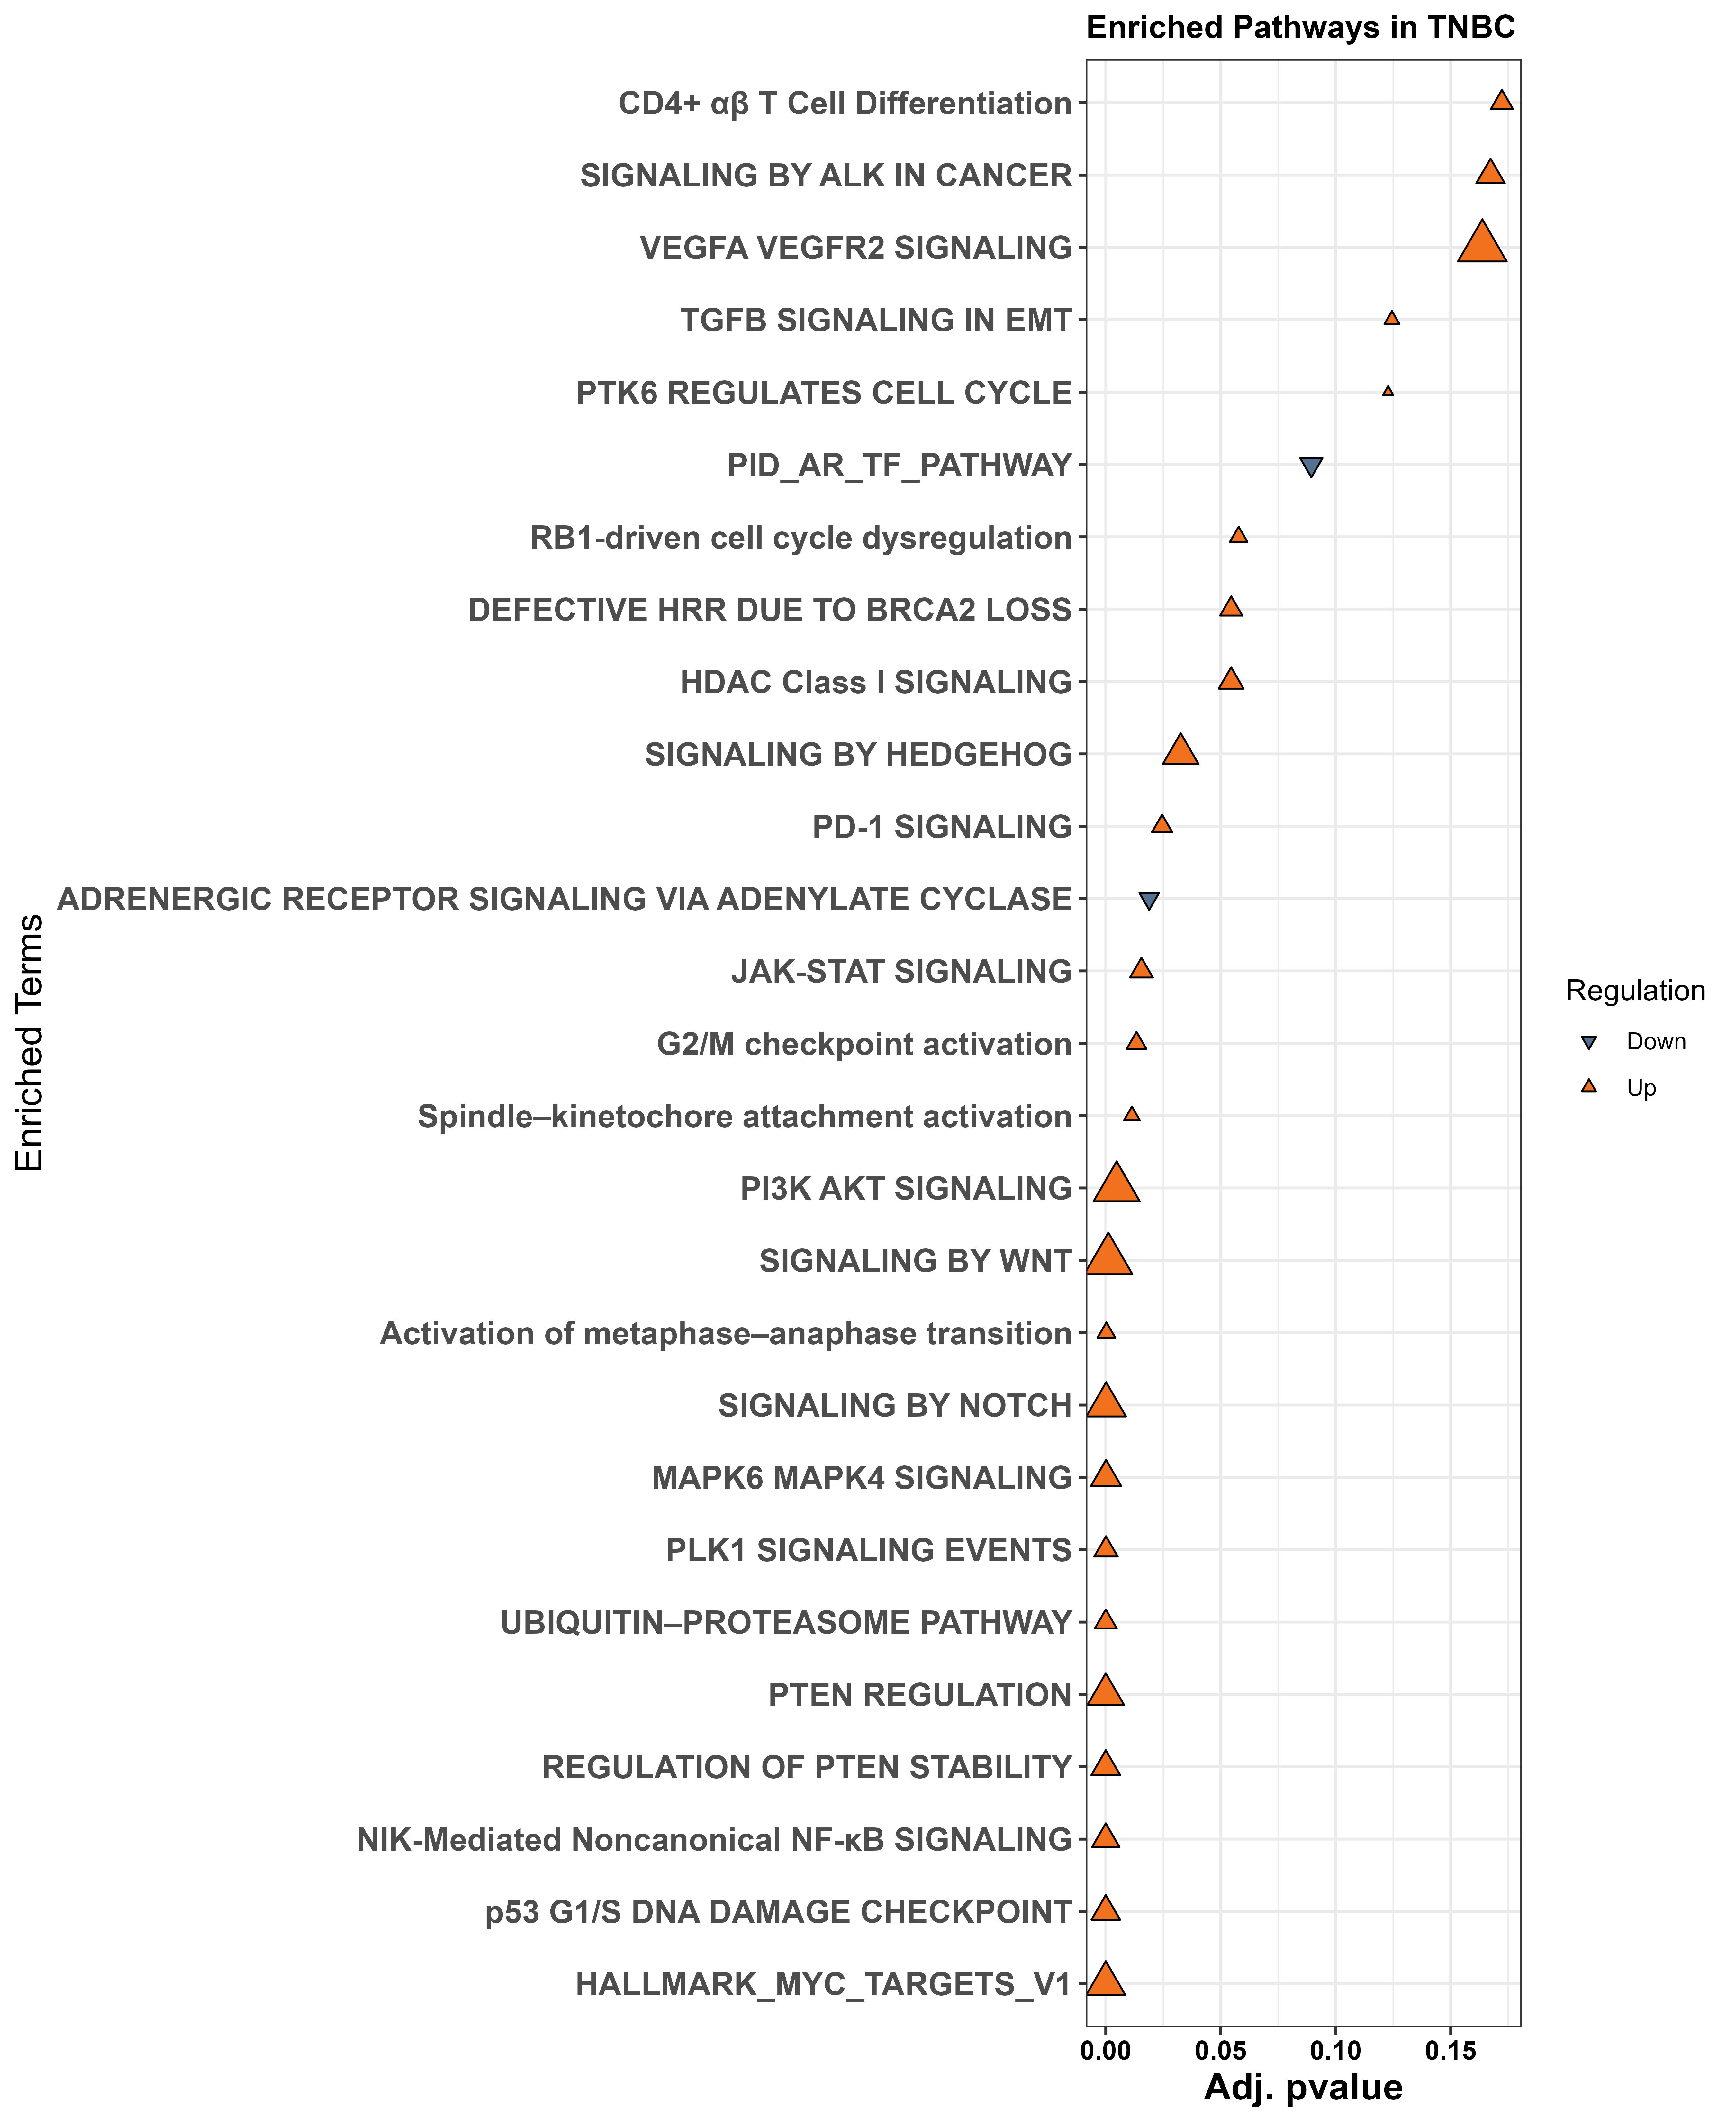 Enriched Pathways in TNBC
CD4+ αβ T Cell Differentiation
SIGNALING BY ALK IN CANCER
VEGFA VEGFR2 SIGNALING
TGFB SIGNALING IN EMT
PTK6 REGULATES CELL CYCLE
PID_AR_TF_PATHWAY
RB1-driven cell cycle dysregulation
DEFECTIVE HRR DUE TO BRCA2 LOSS
HDAC Class I SIGNALING
SIGNALING BY HEDGEHOG
PD-1 SIGNALING
ADRENERGIC RECEPTOR SIGNALING VIA ADENYLATE CYCLASE
JAK-STAT SIGNALING
G2/M checkpoint activation
Spindle–kinetochore attachment activation
PI3K AKT SIGNALING
SIGNALING BY WNT
Activation of metaphase–anaphase transition
SIGNALING BY NOTCH
MAPK6 MAPK4 SIGNALING
PLK1 SIGNALING EVENTS
UBIQUITIN–PROTEASOME PATHWAY
PTEN REGULATION
REGULATION OF PTEN STABILITY
NIK-Mediated Noncanonical NF-κB SIGNALING
p53 G1/S DNA DAMAGE CHECKPOINT
HALLMARK_MYC_TARGETS_V1
Enriched Terms
0.00 0.05 0.10 0.15
Adj. pvalue
Regulation
Down
Up